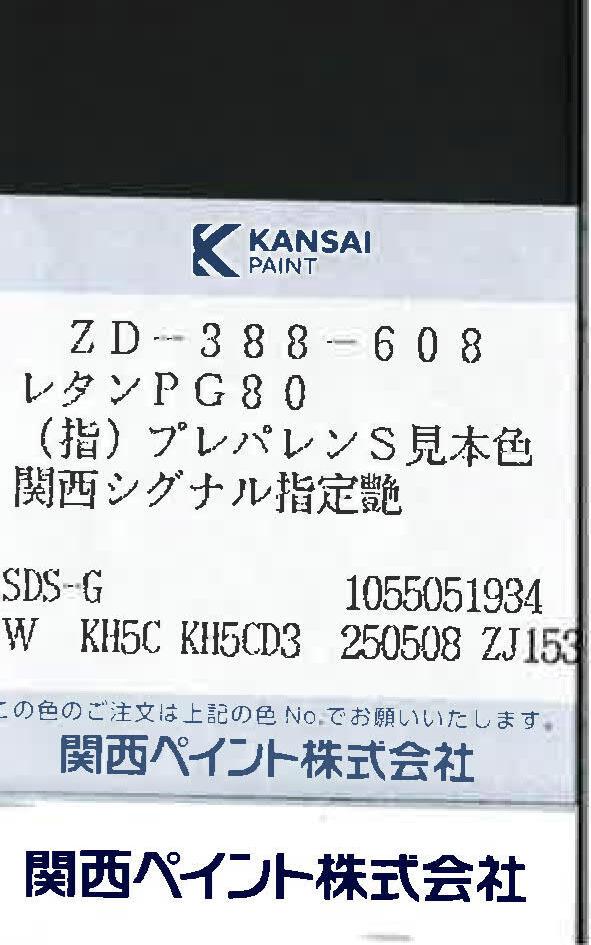 KANSAI
PAINT
ZD-388-608
レタンPG80
（指）プレパレンS見本色
関西シグナル指定艶
SDS-G 1055051934
W KH5C KH5CD3 250508 ZJ153
この色のご注文は上記の色No.でお願いいたします。
関西ペイント株式会社
関西ペイント株式会社